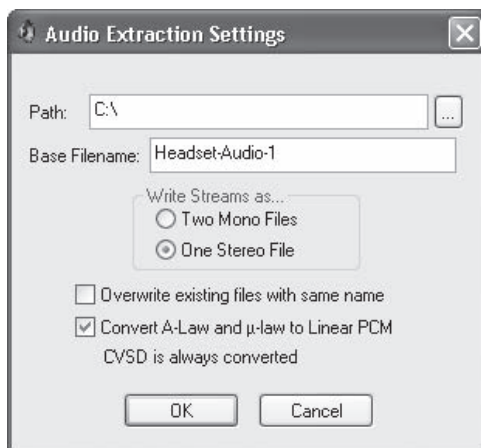 Audio Extraction Settings
Path: C:\ ...
Base Filename: Headset-Audio-1
Write Streams as...
Two Mono Files
One Stereo File
Overwrite existing files with same name
Convert A-Law and µ-law to Linear PCM
CVSD is always converted
OK Cancel